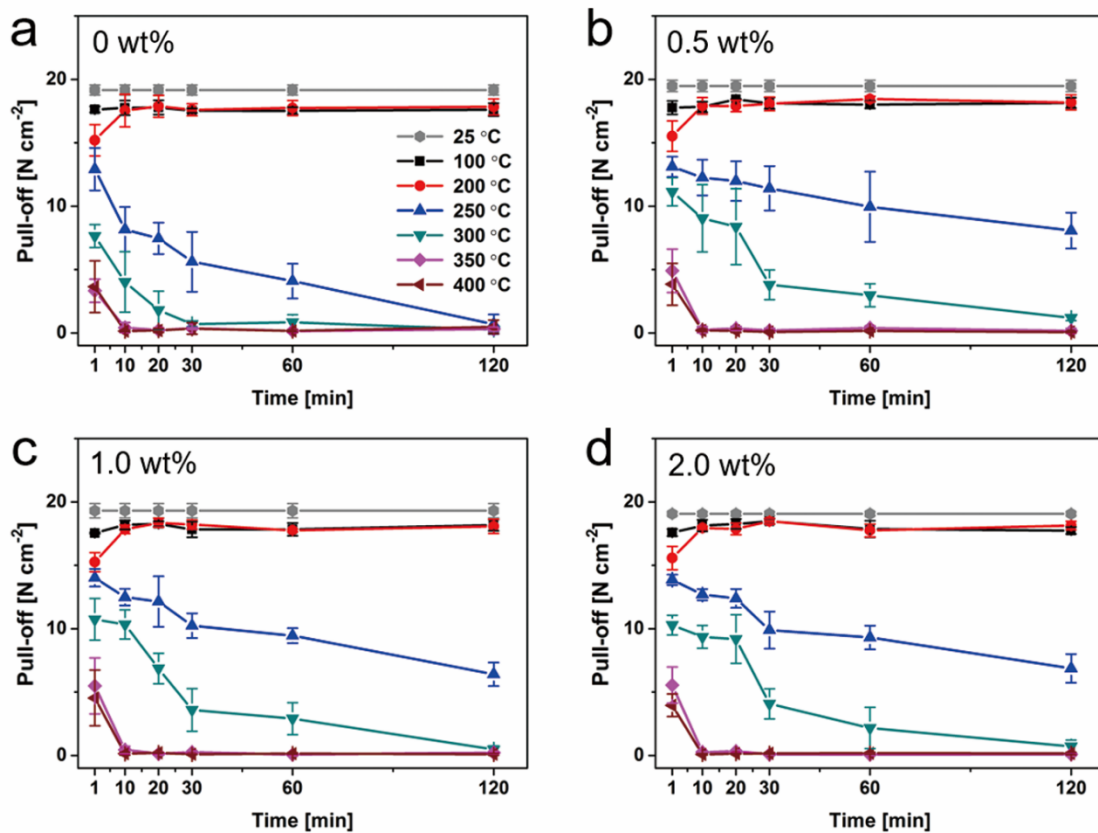 a
0 wt%
20
10
0
Pull-off [N cm⁻²]
25 °C
100 °C
200 °C
250 °C
300 °C
350 °C
400 °C
1 10 20 30 60 120
Time [min]
b
0.5 wt%
20
10
0
Pull-off [N cm⁻²]
1 10 20 30 60 120
Time [min]
c
1.0 wt%
20
10
0
Pull-off [N cm⁻²]
1 10 20 30 60 120
Time [min]
d
2.0 wt%
20
10
0
Pull-off [N cm⁻²]
1 10 20 30 60 120
Time [min]